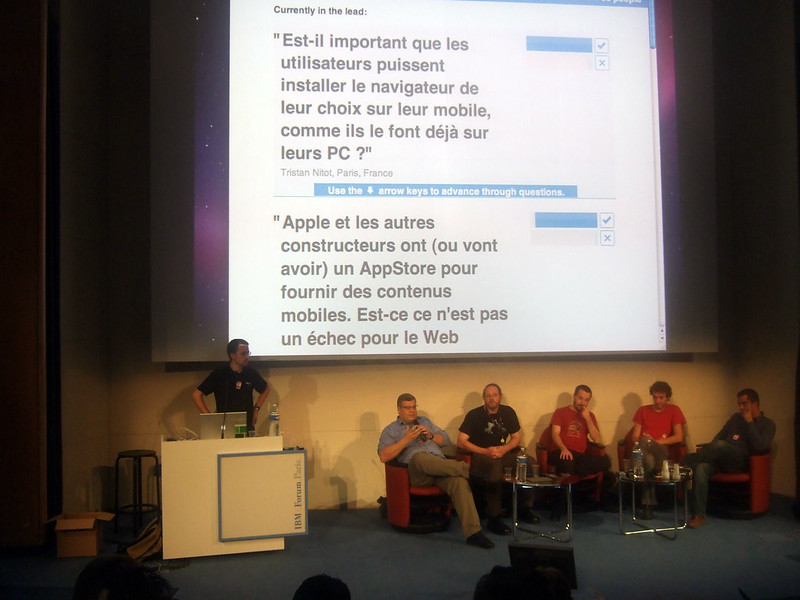 people
Currently in the lead:
"Est-il important que les
utilisateurs puissent
installer le navigateur de
leur choix sur leur mobile,
comme ils le font déjà sur
leurs PC ?"
Tristan Nitot, Paris, France
Use the ⬇ arrow keys to advance through questions.
"Apple et les autres
constructeurs ont (ou vont
avoir) un AppStore pour
fournir des contenus
mobiles. Est-ce ce n'est pas
un échec pour le Web
IBM Forum Paris